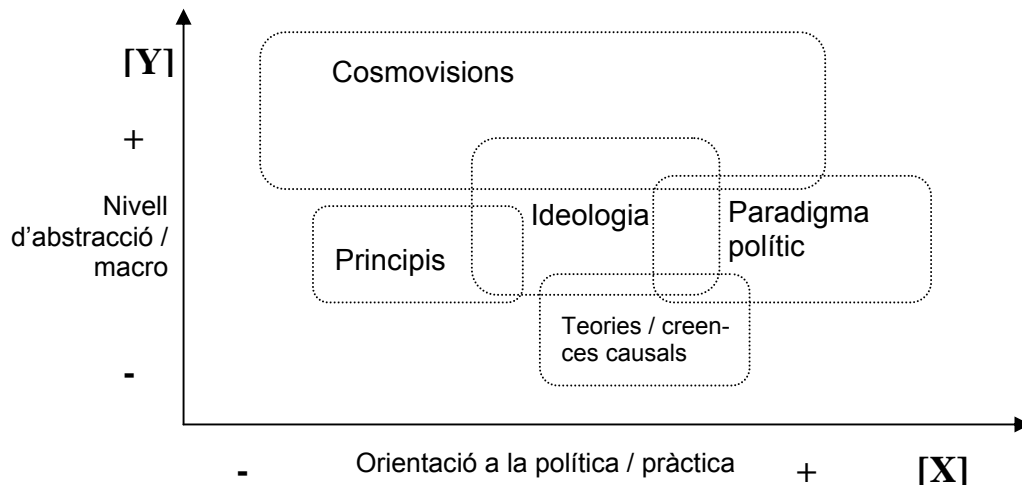 [Y]
Cosmovisions
+
Nivell
d’abstracció /
macro
Ideologia
Paradigma
polític
Principis
Teories / creen-
ces causals
-
-
Orientació a la política / pràctica
+
[X]